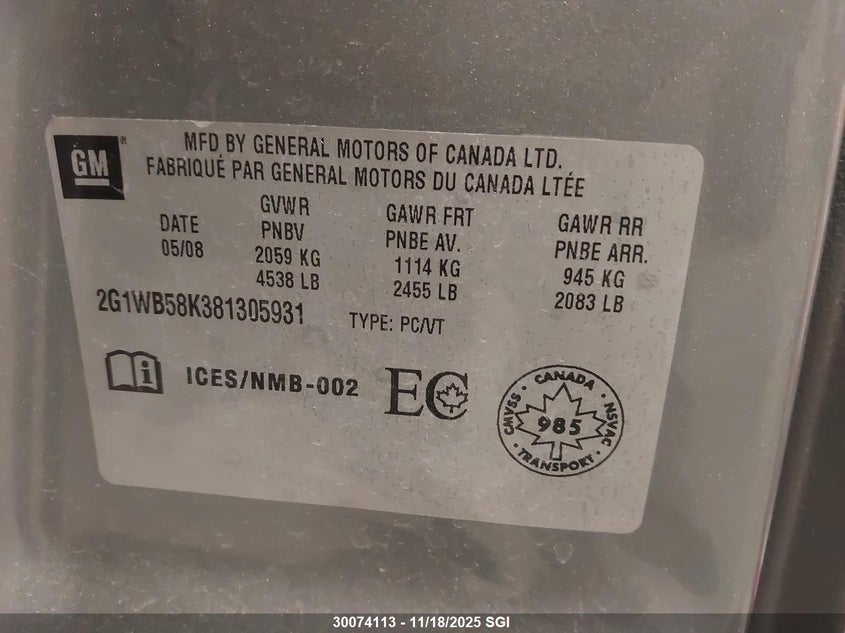 GM
MFD BY GENERAL MOTORS OF CANADA LTD.
FABRIQUÉ PAR GENERAL MOTORS DU CANADA LTÉE
DATE
05/08
GVWR
PNBV
2059 KG
4538 LB
GAWR FRT
PNBE AV.
1114 KG
2455 LB
GAWR RR
PNBE ARR.
945 KG
2083 LB
2G1WB58K381305931
TYPE: PC/VT
i ICES/NMB-002
EC
CANADA
CMVSS
985
NSVAC
TRANSPORT
30074113 - 11/18/2025 SGI